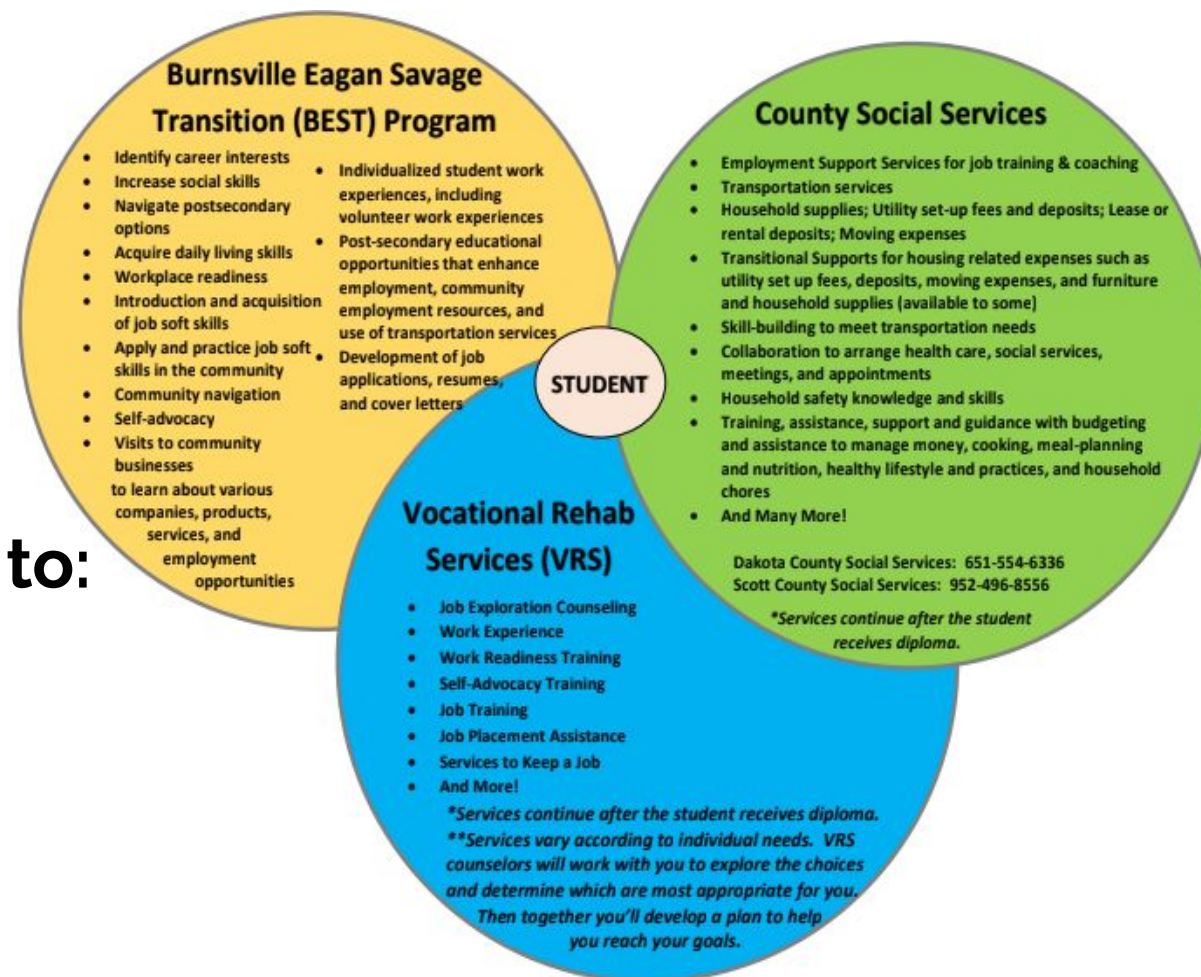 to:
Burnsville Eagan Savage
Transition (BEST) Program
• Identify career interests
• Increase social skills
• Navigate postsecondary
options
• Acquire daily living skills
• Workplace readiness
• Introduction and acquisition
of job soft skills
• Apply and practice job soft
skills in the community
• Community navigation
• Self-advocacy
• Visits to community
businesses
to learn about various
companies, products,
services, and
employment
opportunities
• Individualized student work
experiences, including
volunteer work experiences
• Post-secondary educational
opportunities that enhance
employment, community
employment resources, and
use of transportation services
• Development of job
applications, resumes,
and cover letters
STUDENT
County Social Services
• Employment Support Services for job training & coaching
• Transportation services
• Household supplies; Utility set-up fees and deposits; Lease or
rental deposits; Moving expenses
• Transitional Supports for housing related expenses such as
utility set up fees, deposits, moving expenses, and furniture
and household supplies (available to some)
• Skill-building to meet transportation needs
• Collaboration to arrange health care, social services,
meetings, and appointments
• Household safety knowledge and skills
• Training, assistance, support and guidance with budgeting
and assistance to manage money, cooking, meal-planning
and nutrition, healthy lifestyle and practices, and household
chores
• And Many More!
Dakota County Social Services: 651-554-6336
Scott County Social Services: 952-496-8556
*Services continue after the student
receives diploma.
Vocational Rehab
Services (VRS)
• Job Exploration Counseling
• Work Experience
• Work Readiness Training
• Self-Advocacy Training
• Job Training
• Job Placement Assistance
• Services to Keep a Job
• And More!
*Services continue after the student receives diploma.
**Services vary according to individual needs. VRS
counselors will work with you to explore the choices
and determine which are most appropriate for you.
Then together you'll develop a plan to help
you reach your goals.